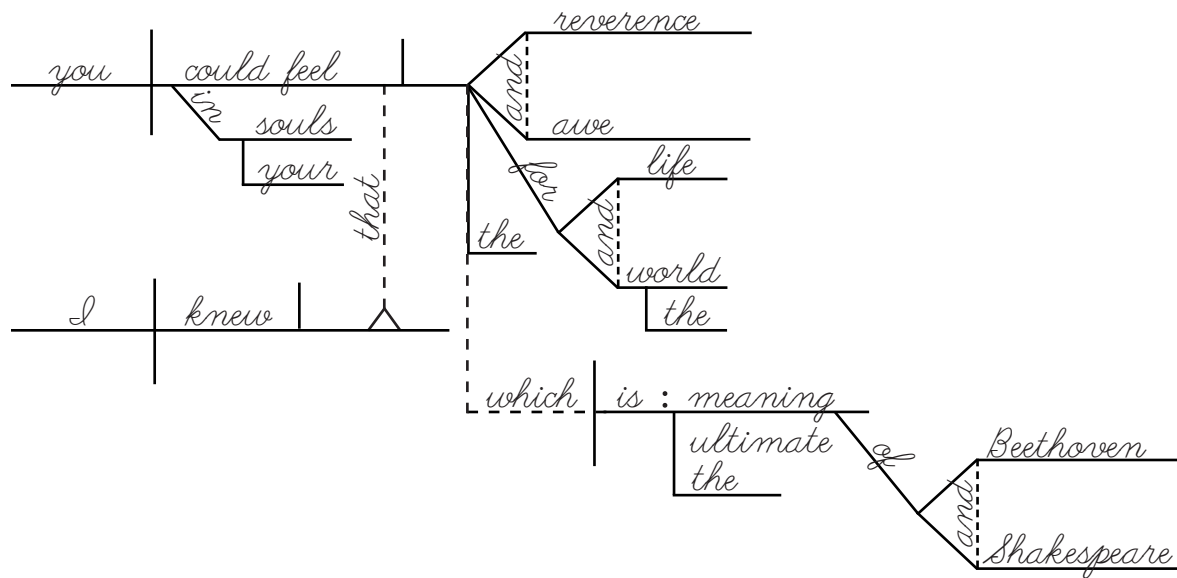 reverence
you could feel and
in
souls awe
your life
for
that and
the world
the
I knew
which is : meaning
ultimate of Beethoven
the and
Shakespeare